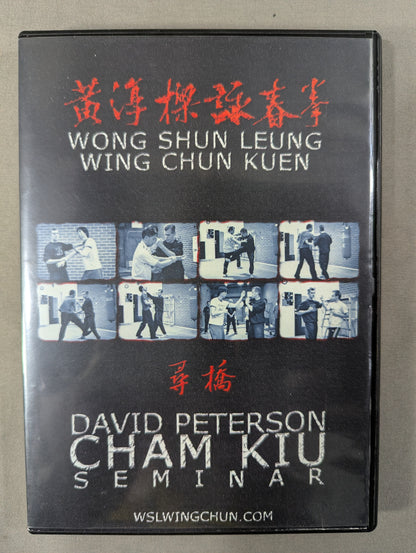 黃淳樑詠春拳
WONG SHUN LEUNG
WING CHUN KUEN
尋橋
DAVID PETERSON
CHAM KIU
SEMINAR
WSLWINGCHUN.COM